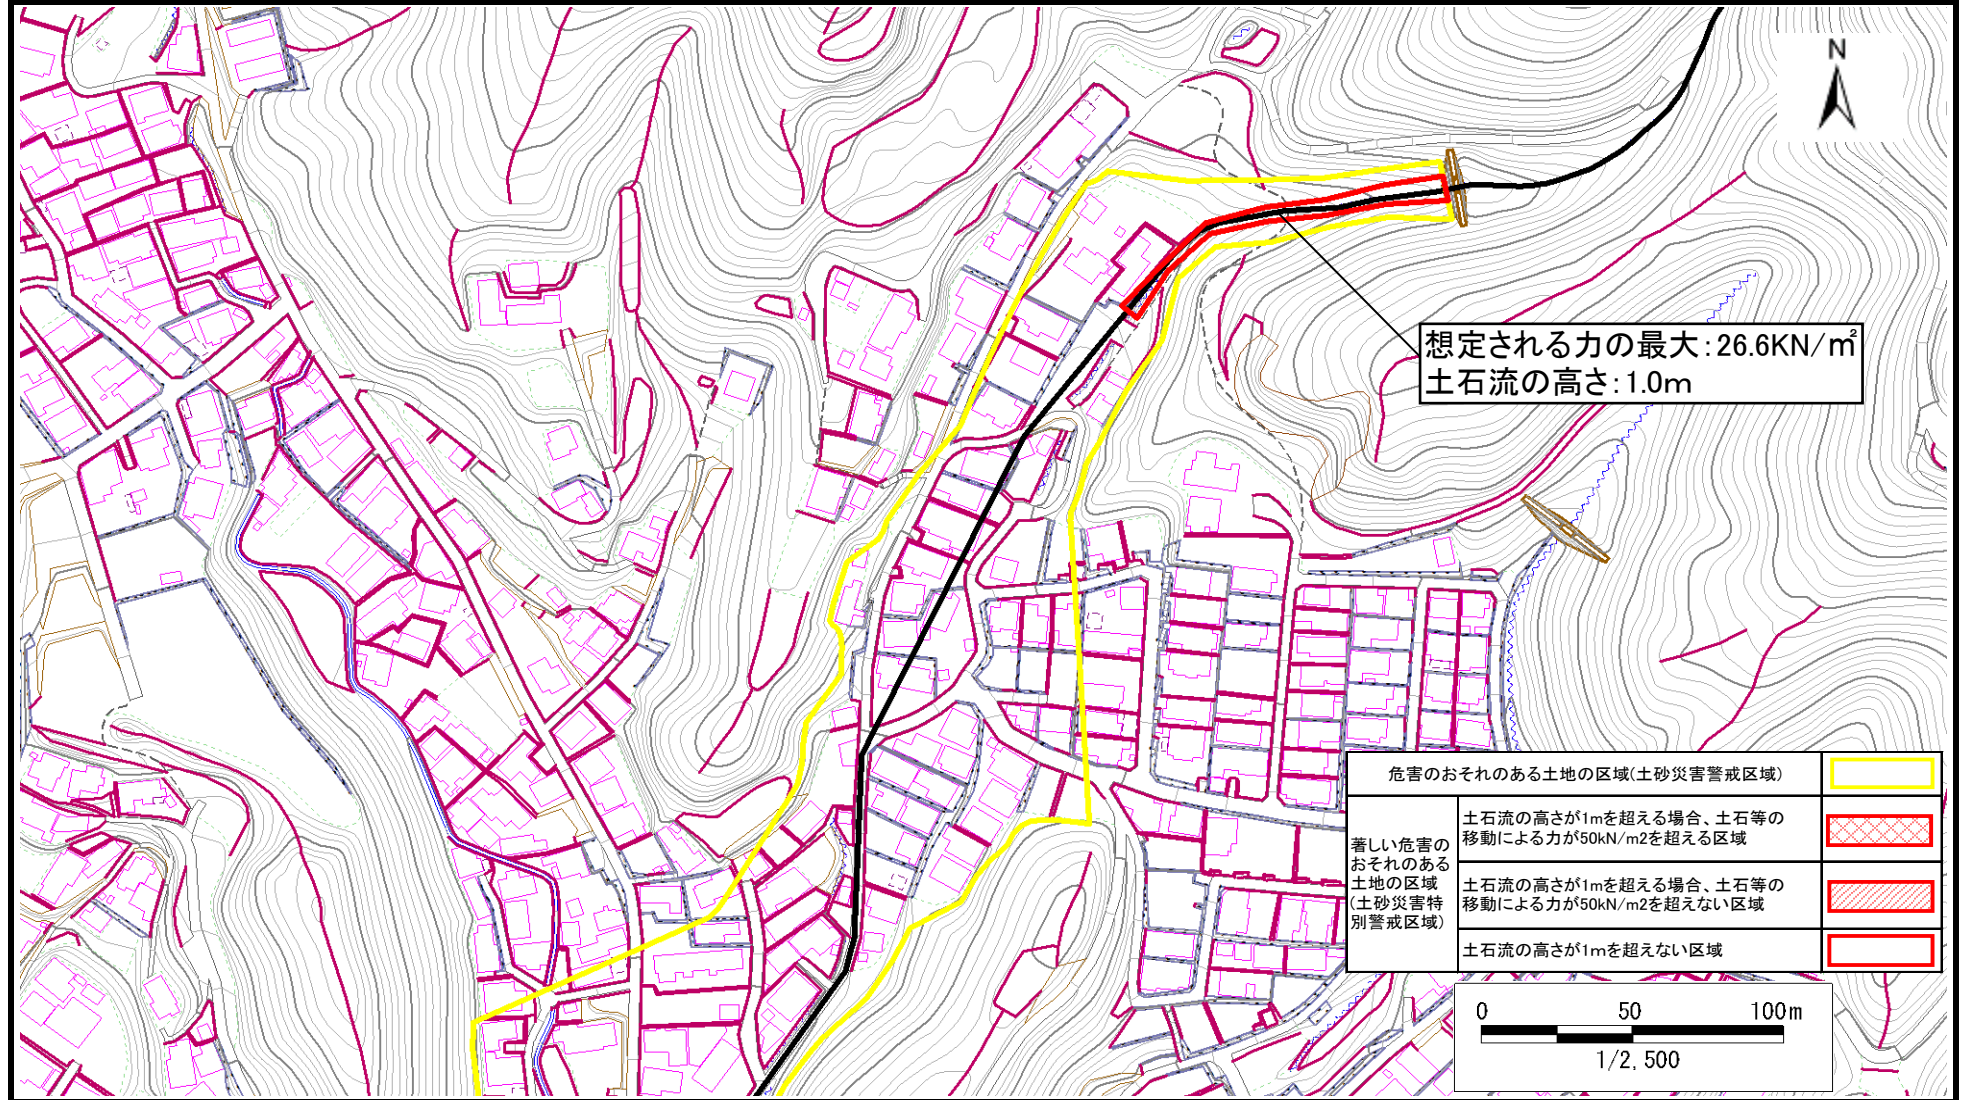 N
想定される力の最大:26.6KN/㎡
土石流の高さ:1.0m
危害のおそれのある土地の区域(土砂災害警戒区域)
著しい危害の
おそれのある
土地の区域
(土砂災害特
別警戒区域)
土石流の高さが1mを超える場合、土石等の
移動による力が50kN/m2を超える区域
土石流の高さが1mを超える場合、土石等の
移動による力が50kN/m2を超えない区域
土石流の高さが1mを超えない区域
0 50 100m
1/2,500